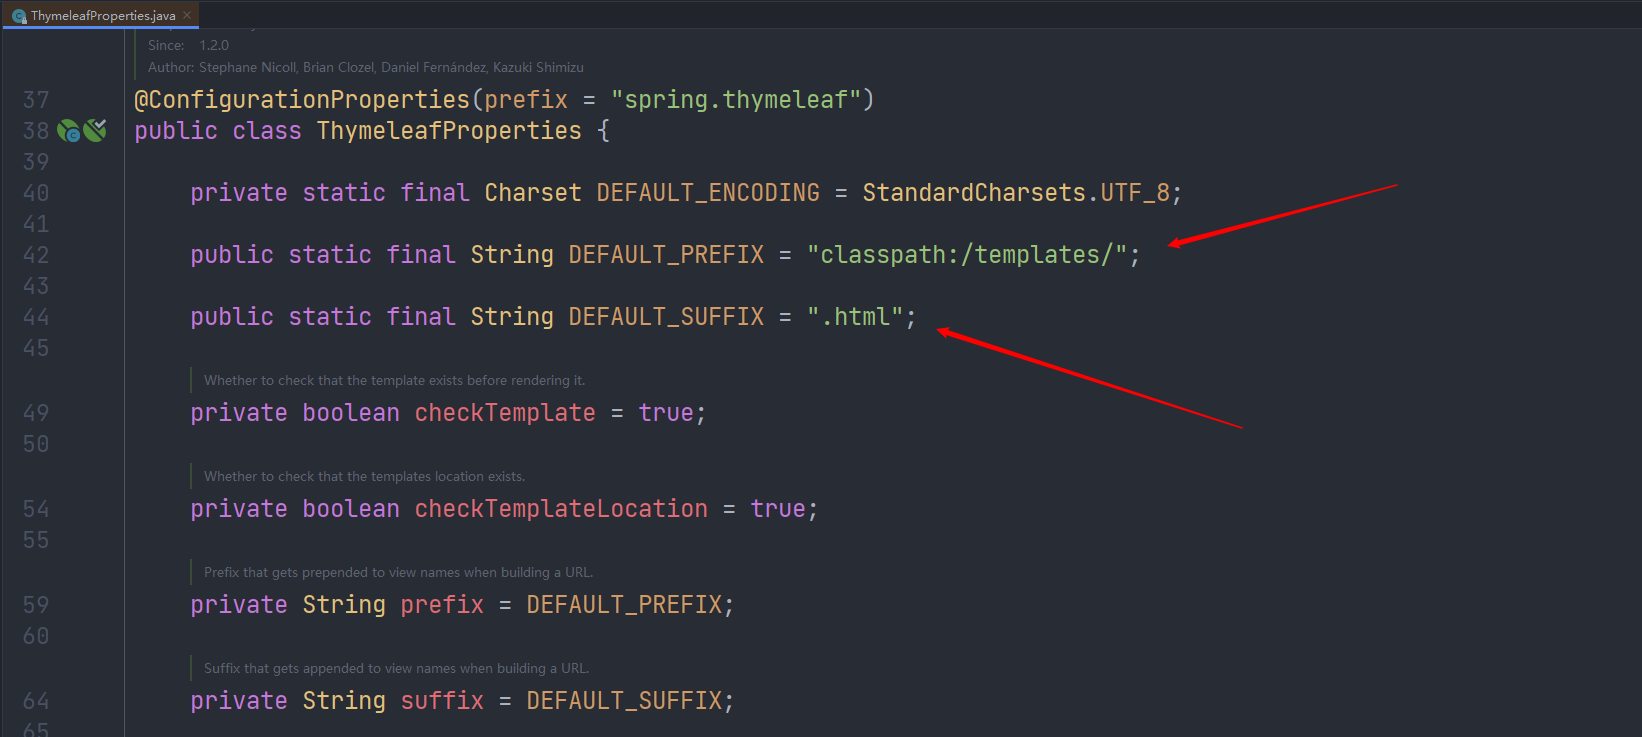 ThymeleafProperties.java
Since: 1.2.0
Author: Stephane Nicoll, Brian Clozel, Daniel Fernández, Kazuki Shimizu
37 @ConfigurationProperties(prefix = "spring.thymeleaf")
38 public class ThymeleafProperties {
39
40 private static final Charset DEFAULT_ENCODING = StandardCharsets.UTF_8;
41
42 public static final String DEFAULT_PREFIX = "classpath:/templates/";
43
44 public static final String DEFAULT_SUFFIX = ".html";
45
Whether to check that the template exists before rendering it.
49 private boolean checkTemplate = true;
50
Whether to check that the templates location exists.
54 private boolean checkTemplateLocation = true;
55
Prefix that gets prepended to view names when building a URL.
59 private String prefix = DEFAULT_PREFIX;
60
Suffix that gets appended to view names when building a URL.
64 private String suffix = DEFAULT_SUFFIX;
65